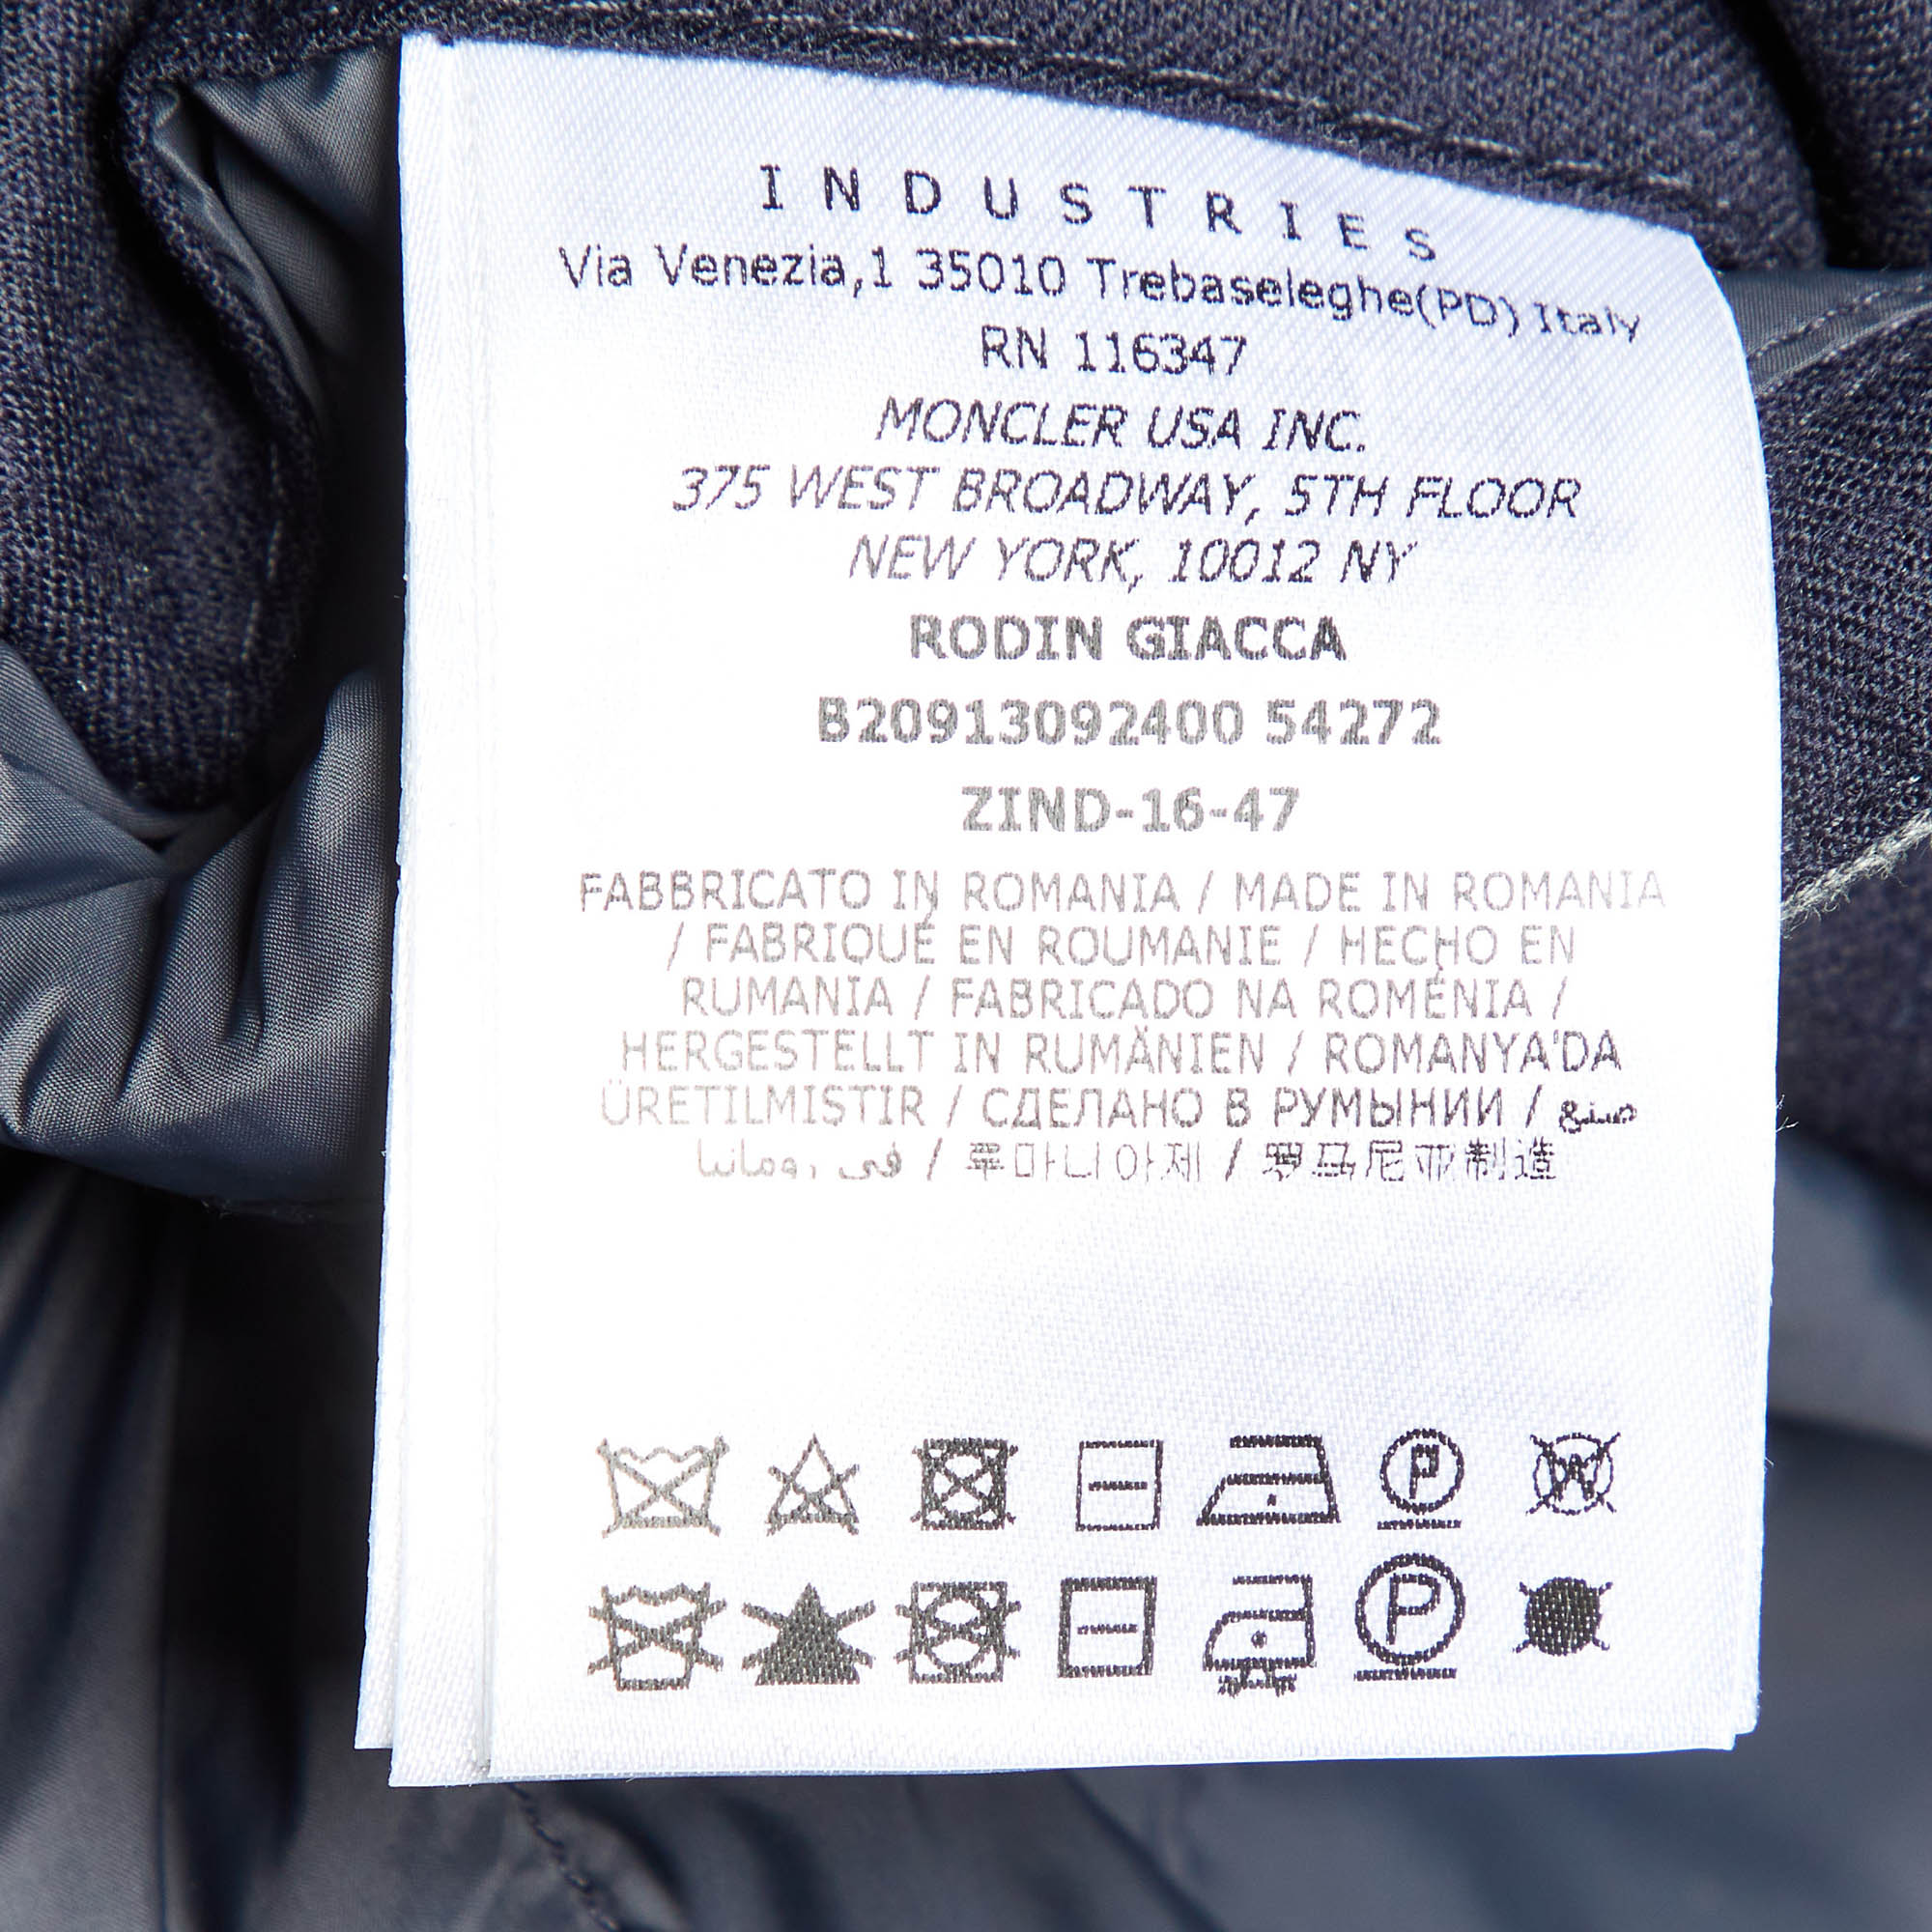 INDUSTRIES
Via Venezia,1 35010 Trebaseleghe(PD) Italy
RN 116347
MONCLER USA INC.
375 WEST BROADWAY, 5TH FLOOR
NEW YORK, 10012 NY
RODIN GIACCA
B20913092400 54272
ZIND-16-47
FABBRICATO IN ROMANIA / MADE IN ROMANIA
/ FABRIQUÉ EN ROUMANIE / HECHO EN
RUMANIA / FABRICADO NA ROMÉNIA /
HERGESTELLT IN RUMÄNIEN / ROMANYA'DA
ÜRETILMISTIR / СДЕЛАНО В РУМЫНИИ / صنع
في رومانيا / 루마니아제 / 罗马尼亚制造
P W
P